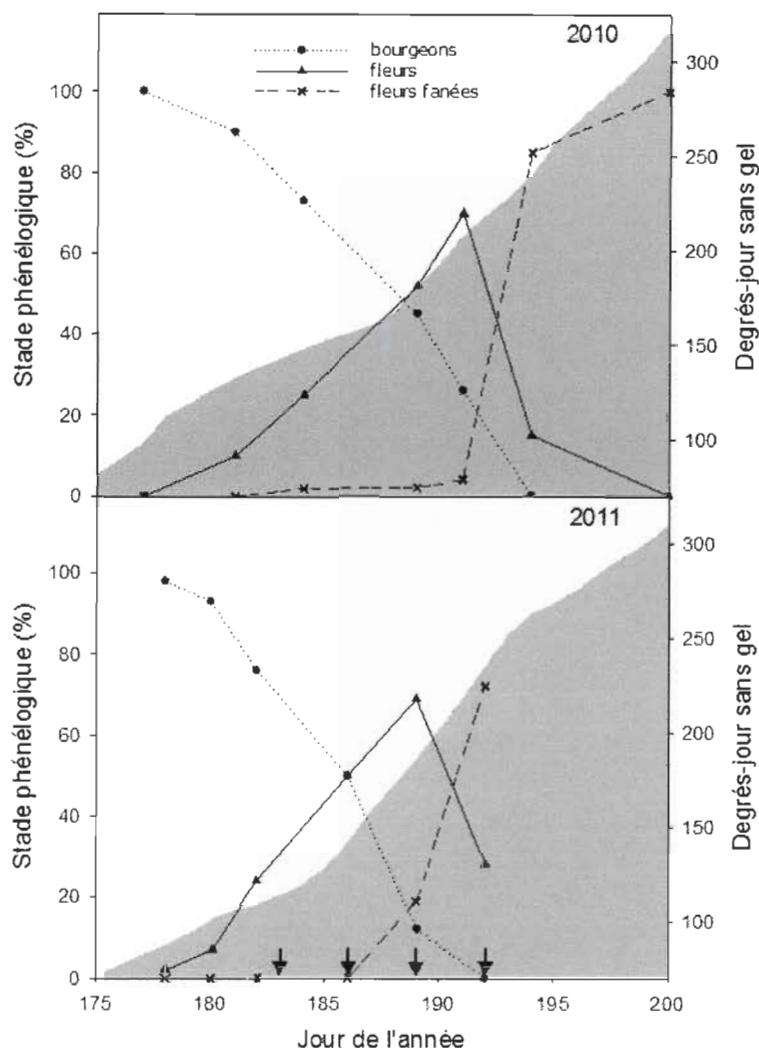 2010
bourgeons
fleurs
fleurs fanées
Stade phénélogique (%)
100
80
60
40
20
0
Degrés-jour sans gel
300
250
200
150
100
2011
Stade phénélogique (%)
100
80
60
40
20
0
Degrés-jour sans gel
300
250
200
150
100
175 180 185 190 195 200
Jour de l'année